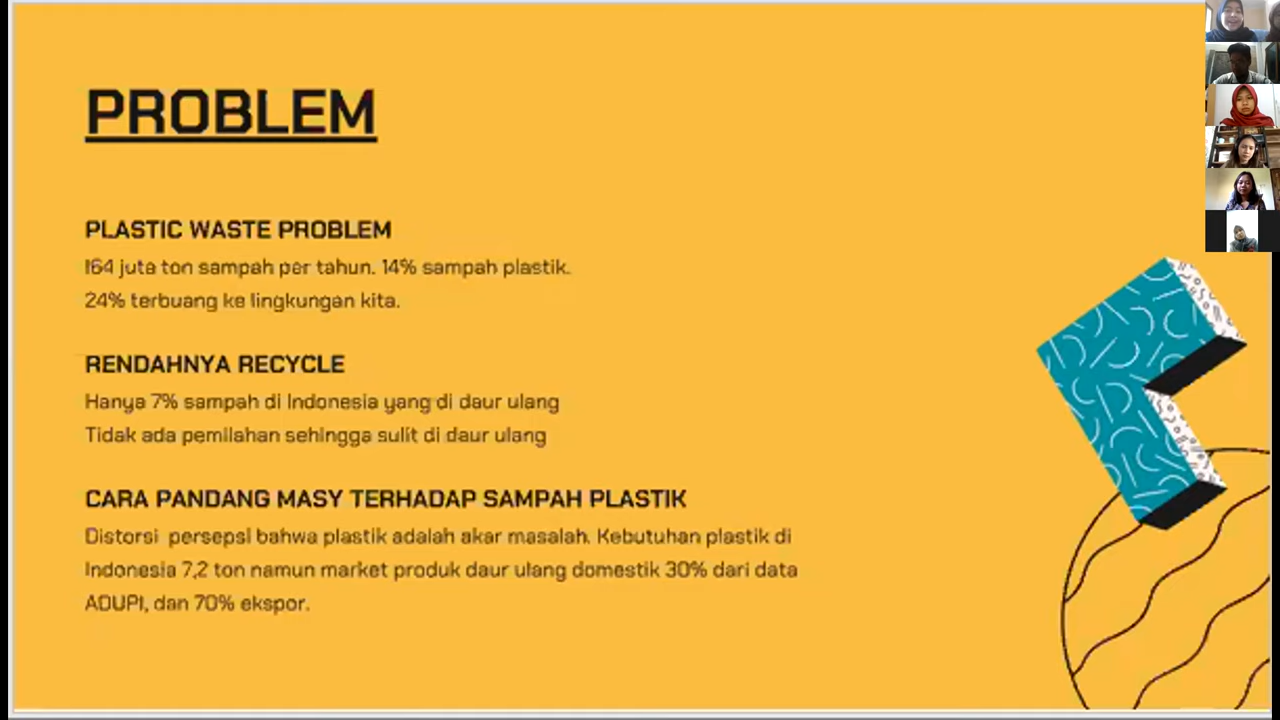 PROBLEM
PLASTIC WASTE PROBLEM
164 juta ton sampah per tahun. 14% sampah plastik.
24% terbuang ke lingkungan kita.
RENDAHNYA RECYCLE
Hanya 7% sampah di Indonesia yang di daur ulang
Tidak ada pemilahan sehingga sulit di daur ulang
CARA PANDANG MASY TERHADAP SAMPAH PLASTIK
Distorsi persepsi bahwa plastik adalah akar masalah. Kebutuhan plastik di
Indonesia 7,2 ton namun market produk daur ulang domestik 30% dari data
ADUPI, dan 70% ekspor.